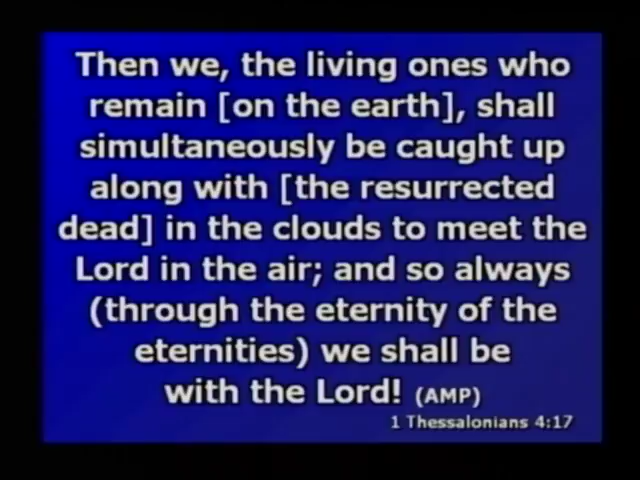 Then we, the living ones who
remain [on the earth], shall
simultaneously be caught up
along with [the resurrected
dead] in the clouds to meet the
Lord in the air; and so always
(through the eternity of the
eternities) we shall be
with the Lord! (AMP)
1 Thessalonians 4:17